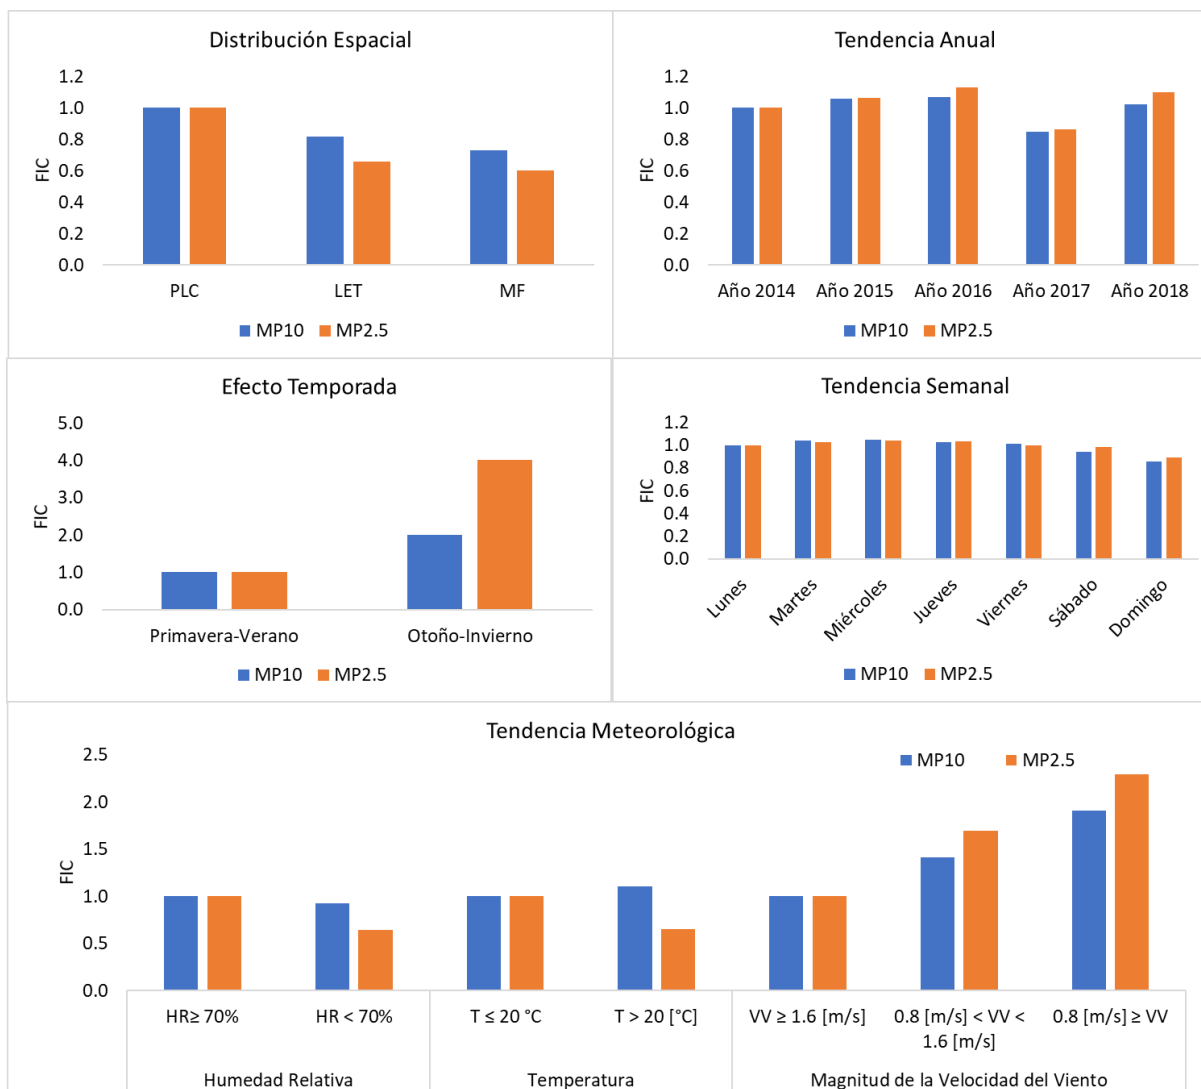 Distribución Espacial
1.2
1.0
0.8
0.6
0.4
0.2
0.0
FIC
PLC LET MF
MP10 MP2.5
Tendencia Anual
1.2
1.0
0.8
0.6
0.4
0.2
0.0
FIC
Año 2014 Año 2015 Año 2016 Año 2017 Año 2018
MP10 MP2.5
Efecto Temporada
5.0
4.0
3.0
2.0
1.0
0.0
FIC
Primavera-Verano Otoño-Invierno
MP10 MP2.5
Tendencia Semanal
1.2
1.0
0.8
0.6
0.4
0.2
0.0
FIC
Lunes Martes Miércoles Jueves Viernes Sábado Domingo
MP10 MP2.5
Tendencia Meteorológica
MP10 MP2.5
2.5
2.0
1.5
1.0
0.5
0.0
FIC
HR≥ 70% HR < 70% T ≤ 20 °C T > 20 [°C] VV ≥ 1.6 [m/s] 0.8 [m/s] < VV < 0.8 [m/s] ≥ VV
1.6 [m/s]
Humedad Relativa Temperatura Magnitud de la Velocidad del Viento